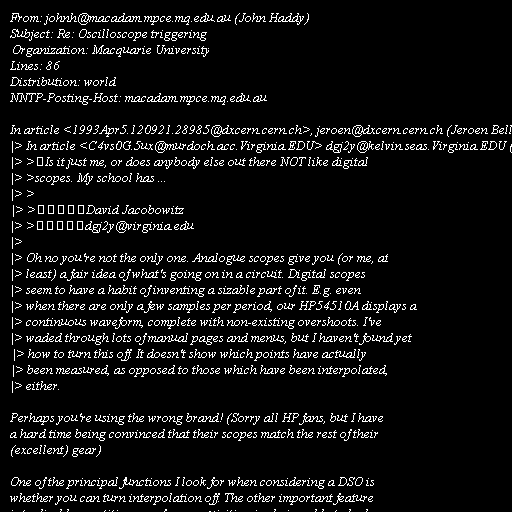 From: johnh@macadam.mpce.mq.edu.au (John Haddy)
Subject: Re: Oscilloscope triggering
Organization: Macquarie University
Lines: 86
Distribution: world
NNTP-Posting-Host: macadam.mpce.mq.edu.au

In article <1993Apr5.120921.28985@dxcern.cern.ch>, jeroen@dxcern.cern.ch (Jeroen Bell
|> In article <C4vs0G.5ux@murdoch.acc.Virginia.EDU> dgj2y@kelvin.seas.Virginia.EDU (
|> >Is it just me, or does anybody else out there NOT like digital
|> >scopes. My school has ...
|> >
|> >David Jacobowitz
|> >dgj2y@virginia.edu
|>
|> Oh no you're not the only one. Analogue scopes give you (or me, at
|> least) a fair idea of what's going on in a circuit. Digital scopes
|> seem to have a habit of inventing a sizable part of it. E.g. even
|> when there are only a few samples per period, our HP54510A displays a
|> continuous waveform, complete with non-existing overshoots. I've
|> waded through lots of manual pages and menus, but I haven't found yet
|> how to turn this off. It doesn't show which points have actually
|> been measured, as opposed to those which have been interpolated,
|> either.

Perhaps you're using the wrong brand! (Sorry all HP fans, but I have
a hard time being convinced that their scopes match the rest of their
(excellent) gear)

One of the principal functions I look for when considering a DSO is
whether you can turn interpolation off. The other important feature